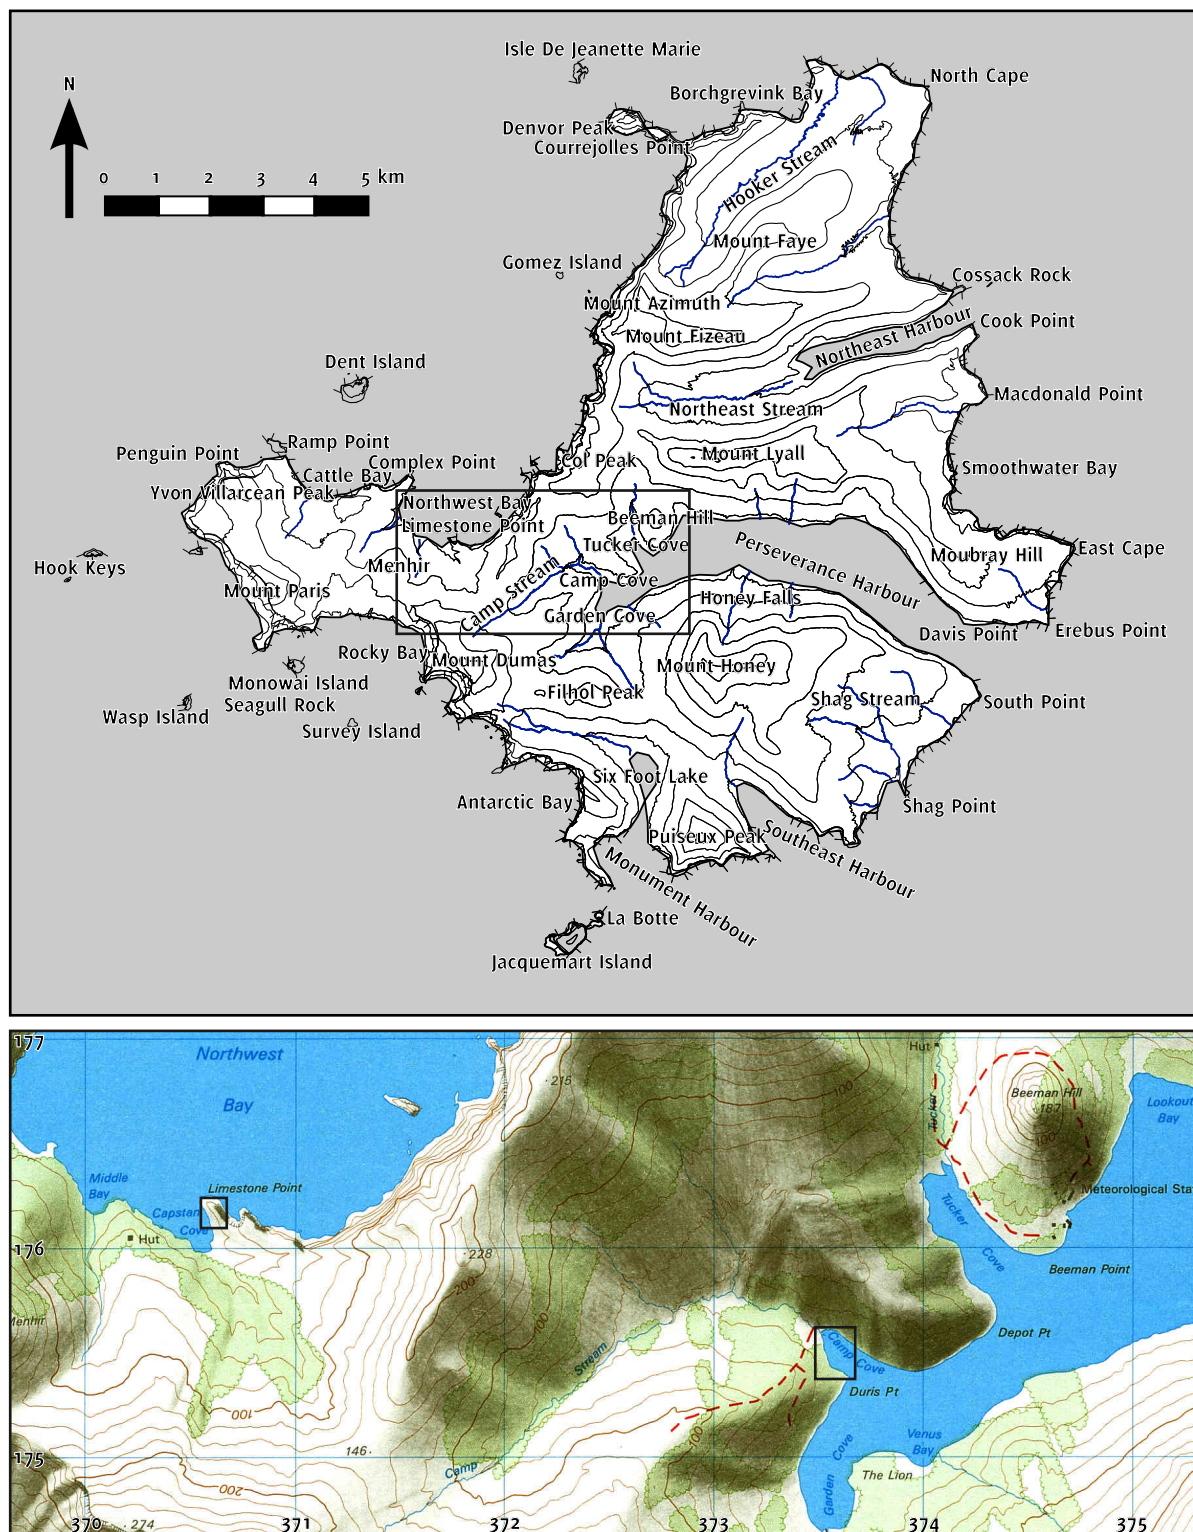 Isle De Jeanette Marie
N
North Cape
Borchgrevink Bay
Denvor Peak
Courrejolles Point
0 1 2 3 4 5 km
Hooker Stream
Mount Faye
Gomez Island
Cossack Rock
Mount Azimuth
Northeast Harbour
Cook Point
Mount Fizeau
Dent Island
Macdonald Point
Northeast Stream
Ramp Point
Penguin Point
Mount Lyall
Col Peak
Complex Point
Cattle Bay
Smoothwater Bay
Yvon Villarcean Peak
Northwest Bay
Limestone Point
Beeman Hill
Tucker Cove
Perseverance Harbour
Moubray Hill
East Cape
Hook Keys
Menhir
Camp Stream
Camp Cove
Mount Paris
Honey Falls
Garden Cove
Davis Point
Erebus Point
Rocky Bay
Mount Dumas
Mount Honey
Monowai Island
Filhol Peak
Shag Stream
South Point
Seagull Rock
Wasp Island
Survey Island
Six Foot Lake
Antarctic Bay
Shag Point
Puiseux Peak
Southeast Harbour
Monument Harbour
La Botte
Jacquemart Island
177
Northwest
Bay
Hut
215
100
Beeman Hill
187
Lookout
Bay
Tucker
100
Middle
Bay
Limestone Point
Meteorological Sta
Capstan
Cove
Hut
Tucker
Cove
176
228
Beeman Point
200
100
Menhir
Depot Pt
Camp Cove
Stream
Duris Pt
100
146
100
Venus
Bay
175
Camp
Garden Cove
The Lion
200
274
370 371 372 373 374 375